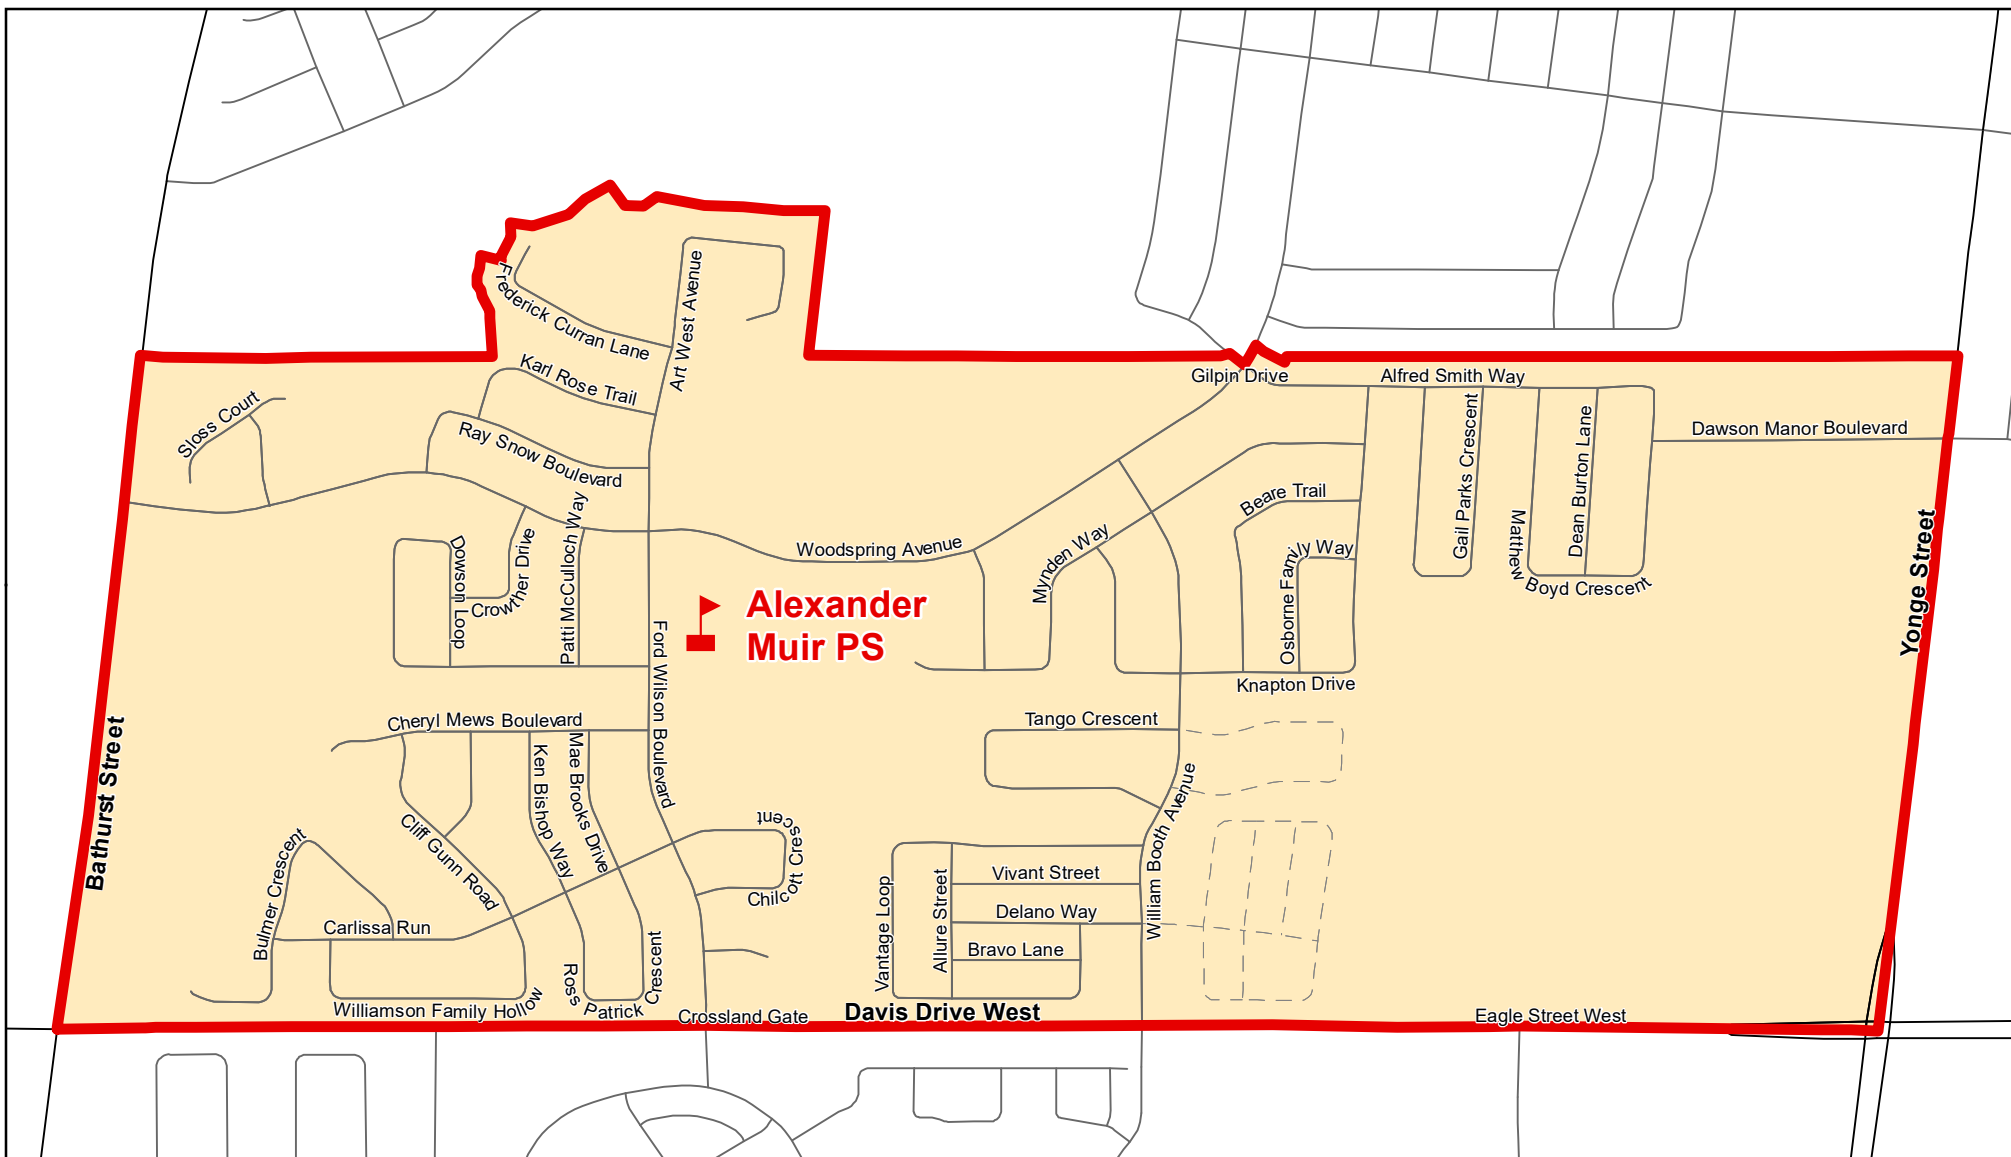 Frederick Curran Lane
Art West Avenue
Karl Rose Trail
Gilpin Drive
Alfred Smith Way
Sloss Court
Ray Snow Boulevard
Gail Parks Crescent
Dean Burton Lane
Dawson Manor Boulevard
Beare Trail
Patti McCulloch Way
Dowson Loop
Crowther Drive
Woodspring Avenue
Mynden Way
Osborne Family Way
Matthew
Boyd Crescent
Yonge Street
Alexander
Muir PS
Ford Wilson Boulevard
Knapton Drive
Cheryl Mews Boulevard
Tango Crescent
Bathurst Street
Ken Bishop Way
Mae Brooks Drive
William Booth Avenue
Cliff Gunn Road
Chilcott Crescent
Bulmer Crescent
Vivant Street
Vantage Loop
Allure Street
Delano Way
Carlissa Run
Bravo Lane
Ross
Patrick
Crescent
Williamson Family Hollow
Crossland Gate
Davis Drive West
Eagle Street West